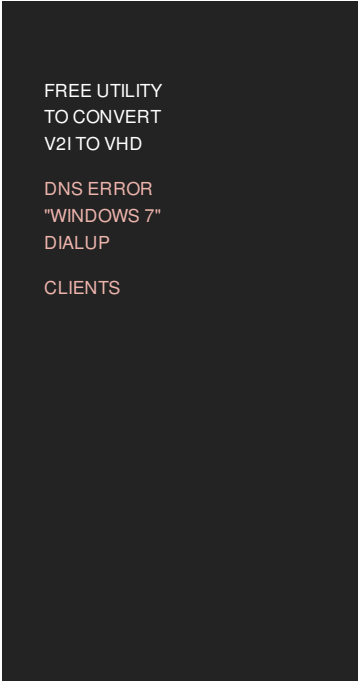 FREE UTILITY
TO CONVERT
V2I TO VHD
DNS ERROR
"WINDOWS 7"
DIALUP
CLIENTS